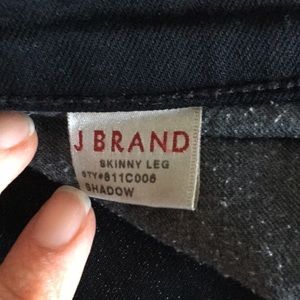 J BRAND
SKINNY LEG
STY#811C006
SHADOW